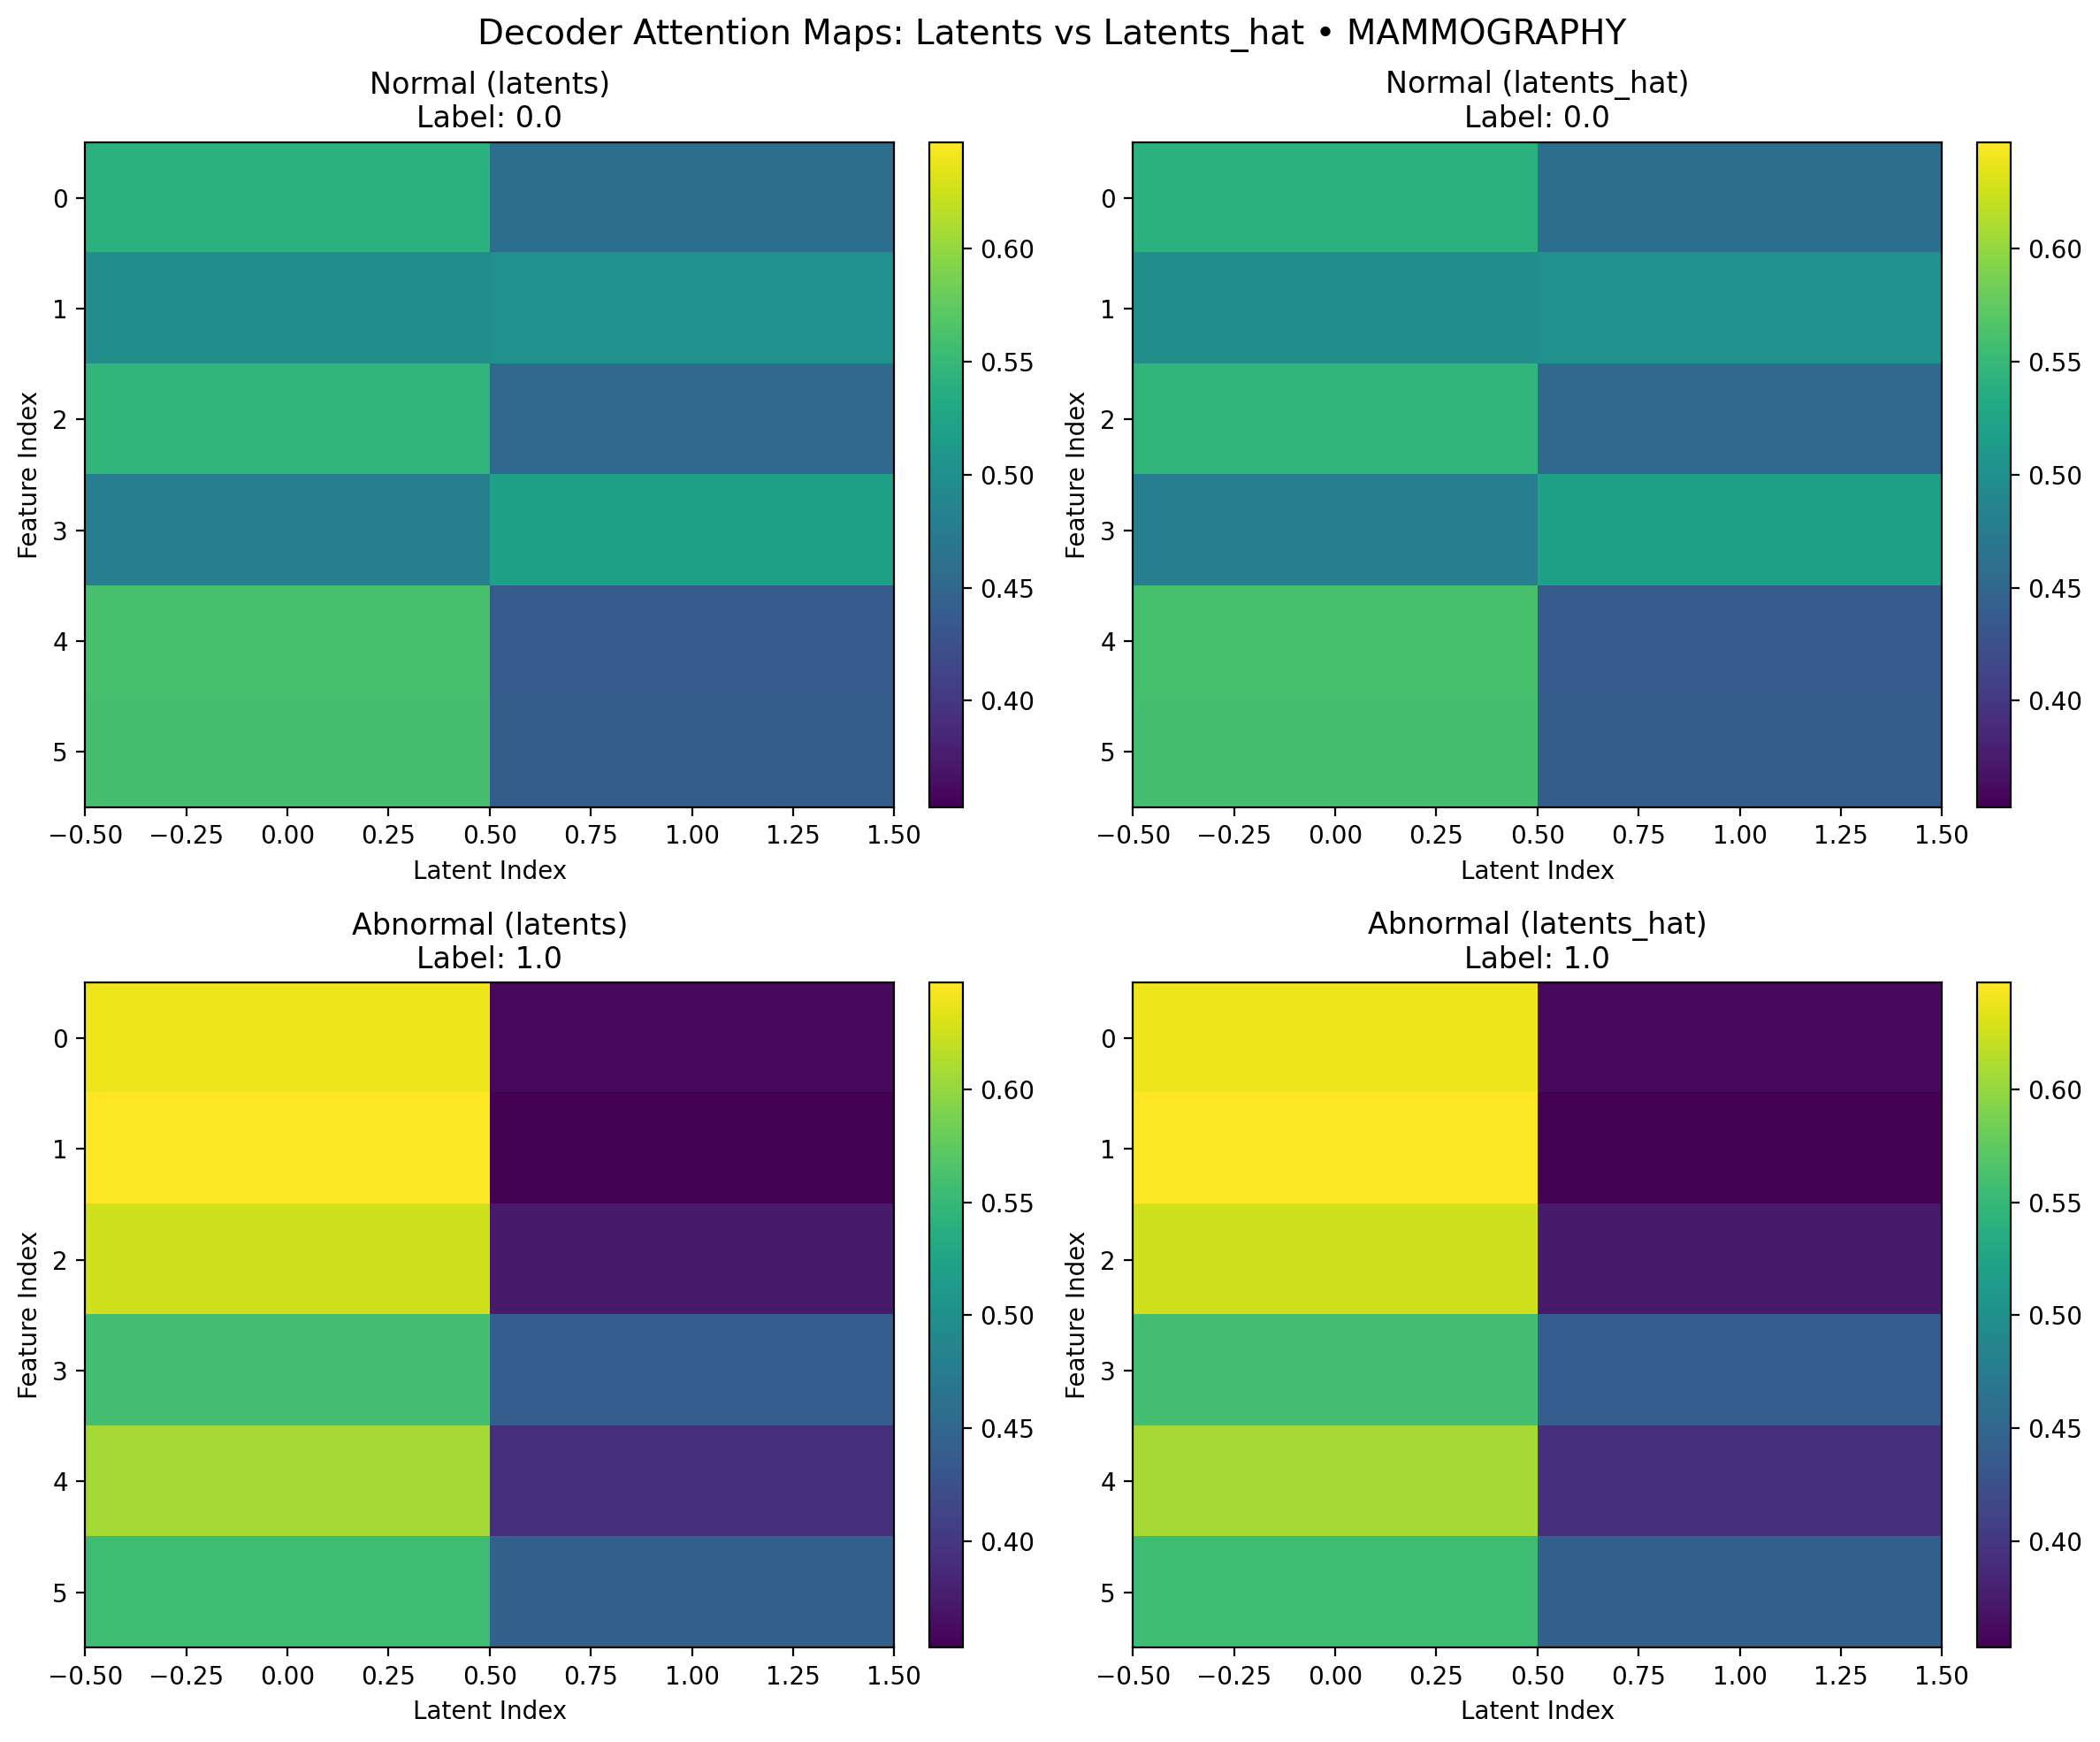 Decoder Attention Maps: Latents vs Latents_hat • MAMMOGRAPHY
Normal (latents)
Label: 0.0
Feature Index
0
1
2
3
4
5
−0.50 −0.25 0.00 0.25 0.50 0.75 1.00 1.25 1.50
Latent Index
0.60
0.55
0.50
0.45
0.40
Normal (latents_hat)
Label: 0.0
Feature Index
0
1
2
3
4
5
−0.50 −0.25 0.00 0.25 0.50 0.75 1.00 1.25 1.50
Latent Index
0.60
0.55
0.50
0.45
0.40
Abnormal (latents)
Label: 1.0
Feature Index
0
1
2
3
4
5
−0.50 −0.25 0.00 0.25 0.50 0.75 1.00 1.25 1.50
Latent Index
0.60
0.55
0.50
0.45
0.40
Abnormal (latents_hat)
Label: 1.0
Feature Index
0
1
2
3
4
5
−0.50 −0.25 0.00 0.25 0.50 0.75 1.00 1.25 1.50
Latent Index
0.60
0.55
0.50
0.45
0.40